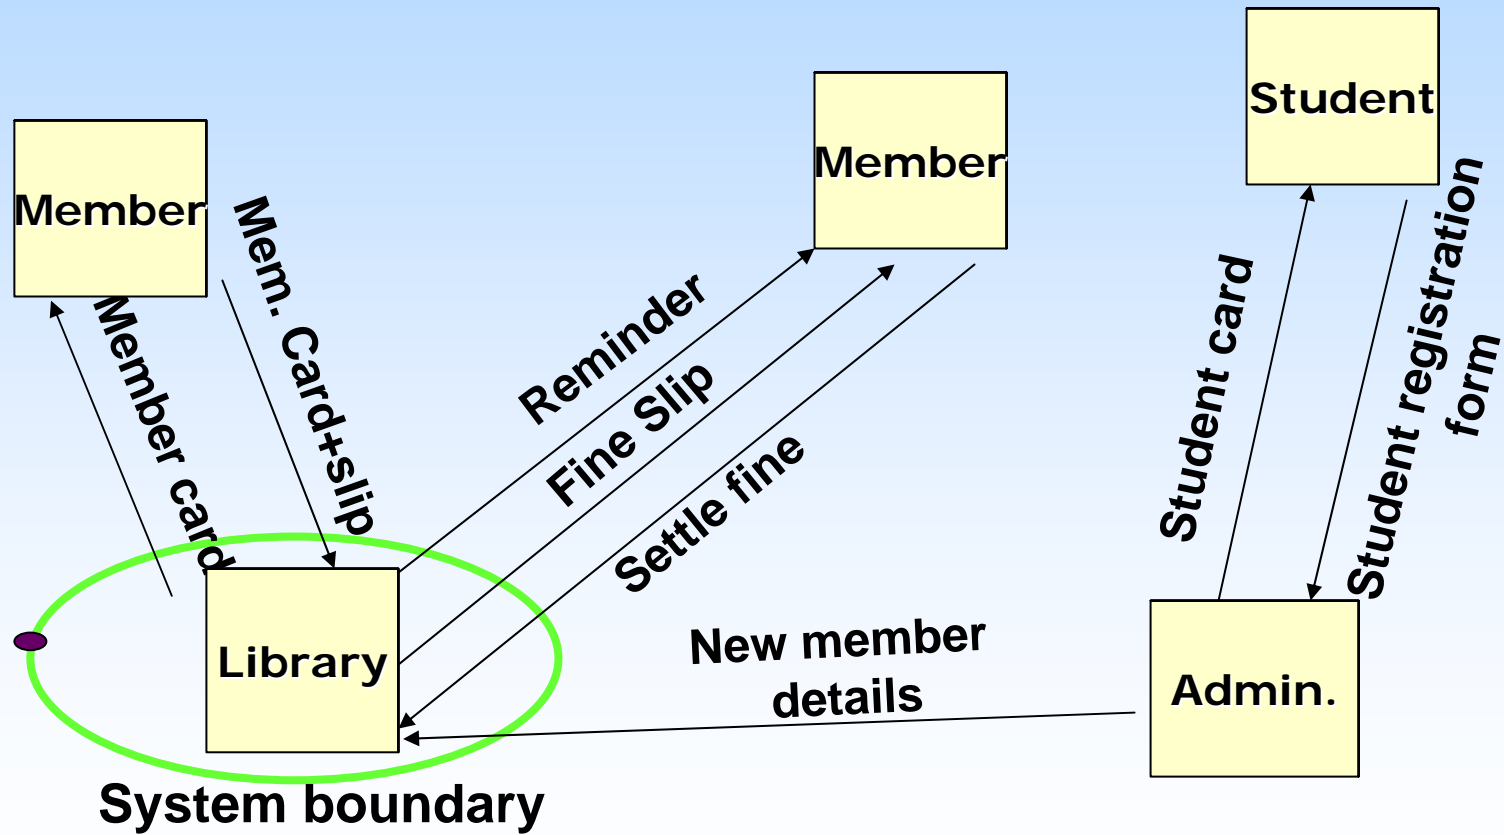 Student
Member
Member
Mem. Card+slip
Member card
Reminder
Fine Slip
Settle fine
Student card
Student registration
form
New member
details
Library
Admin.
System boundary